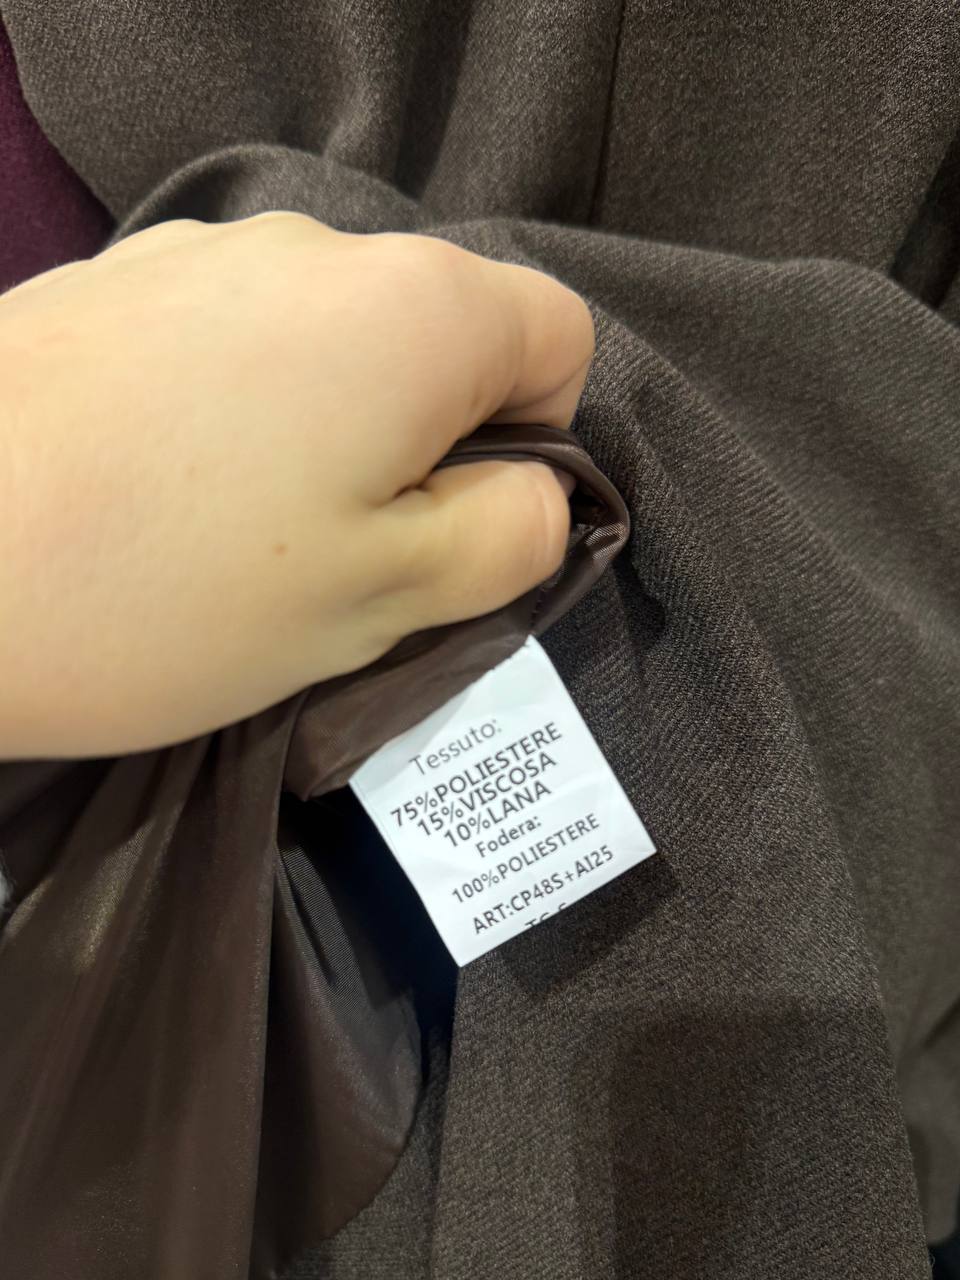 Tessuto:
75%POLIESTERE
15%VISCOSA
10%LANA
Fodera:
100%POLIESTERE
ART:CP48S+AI25